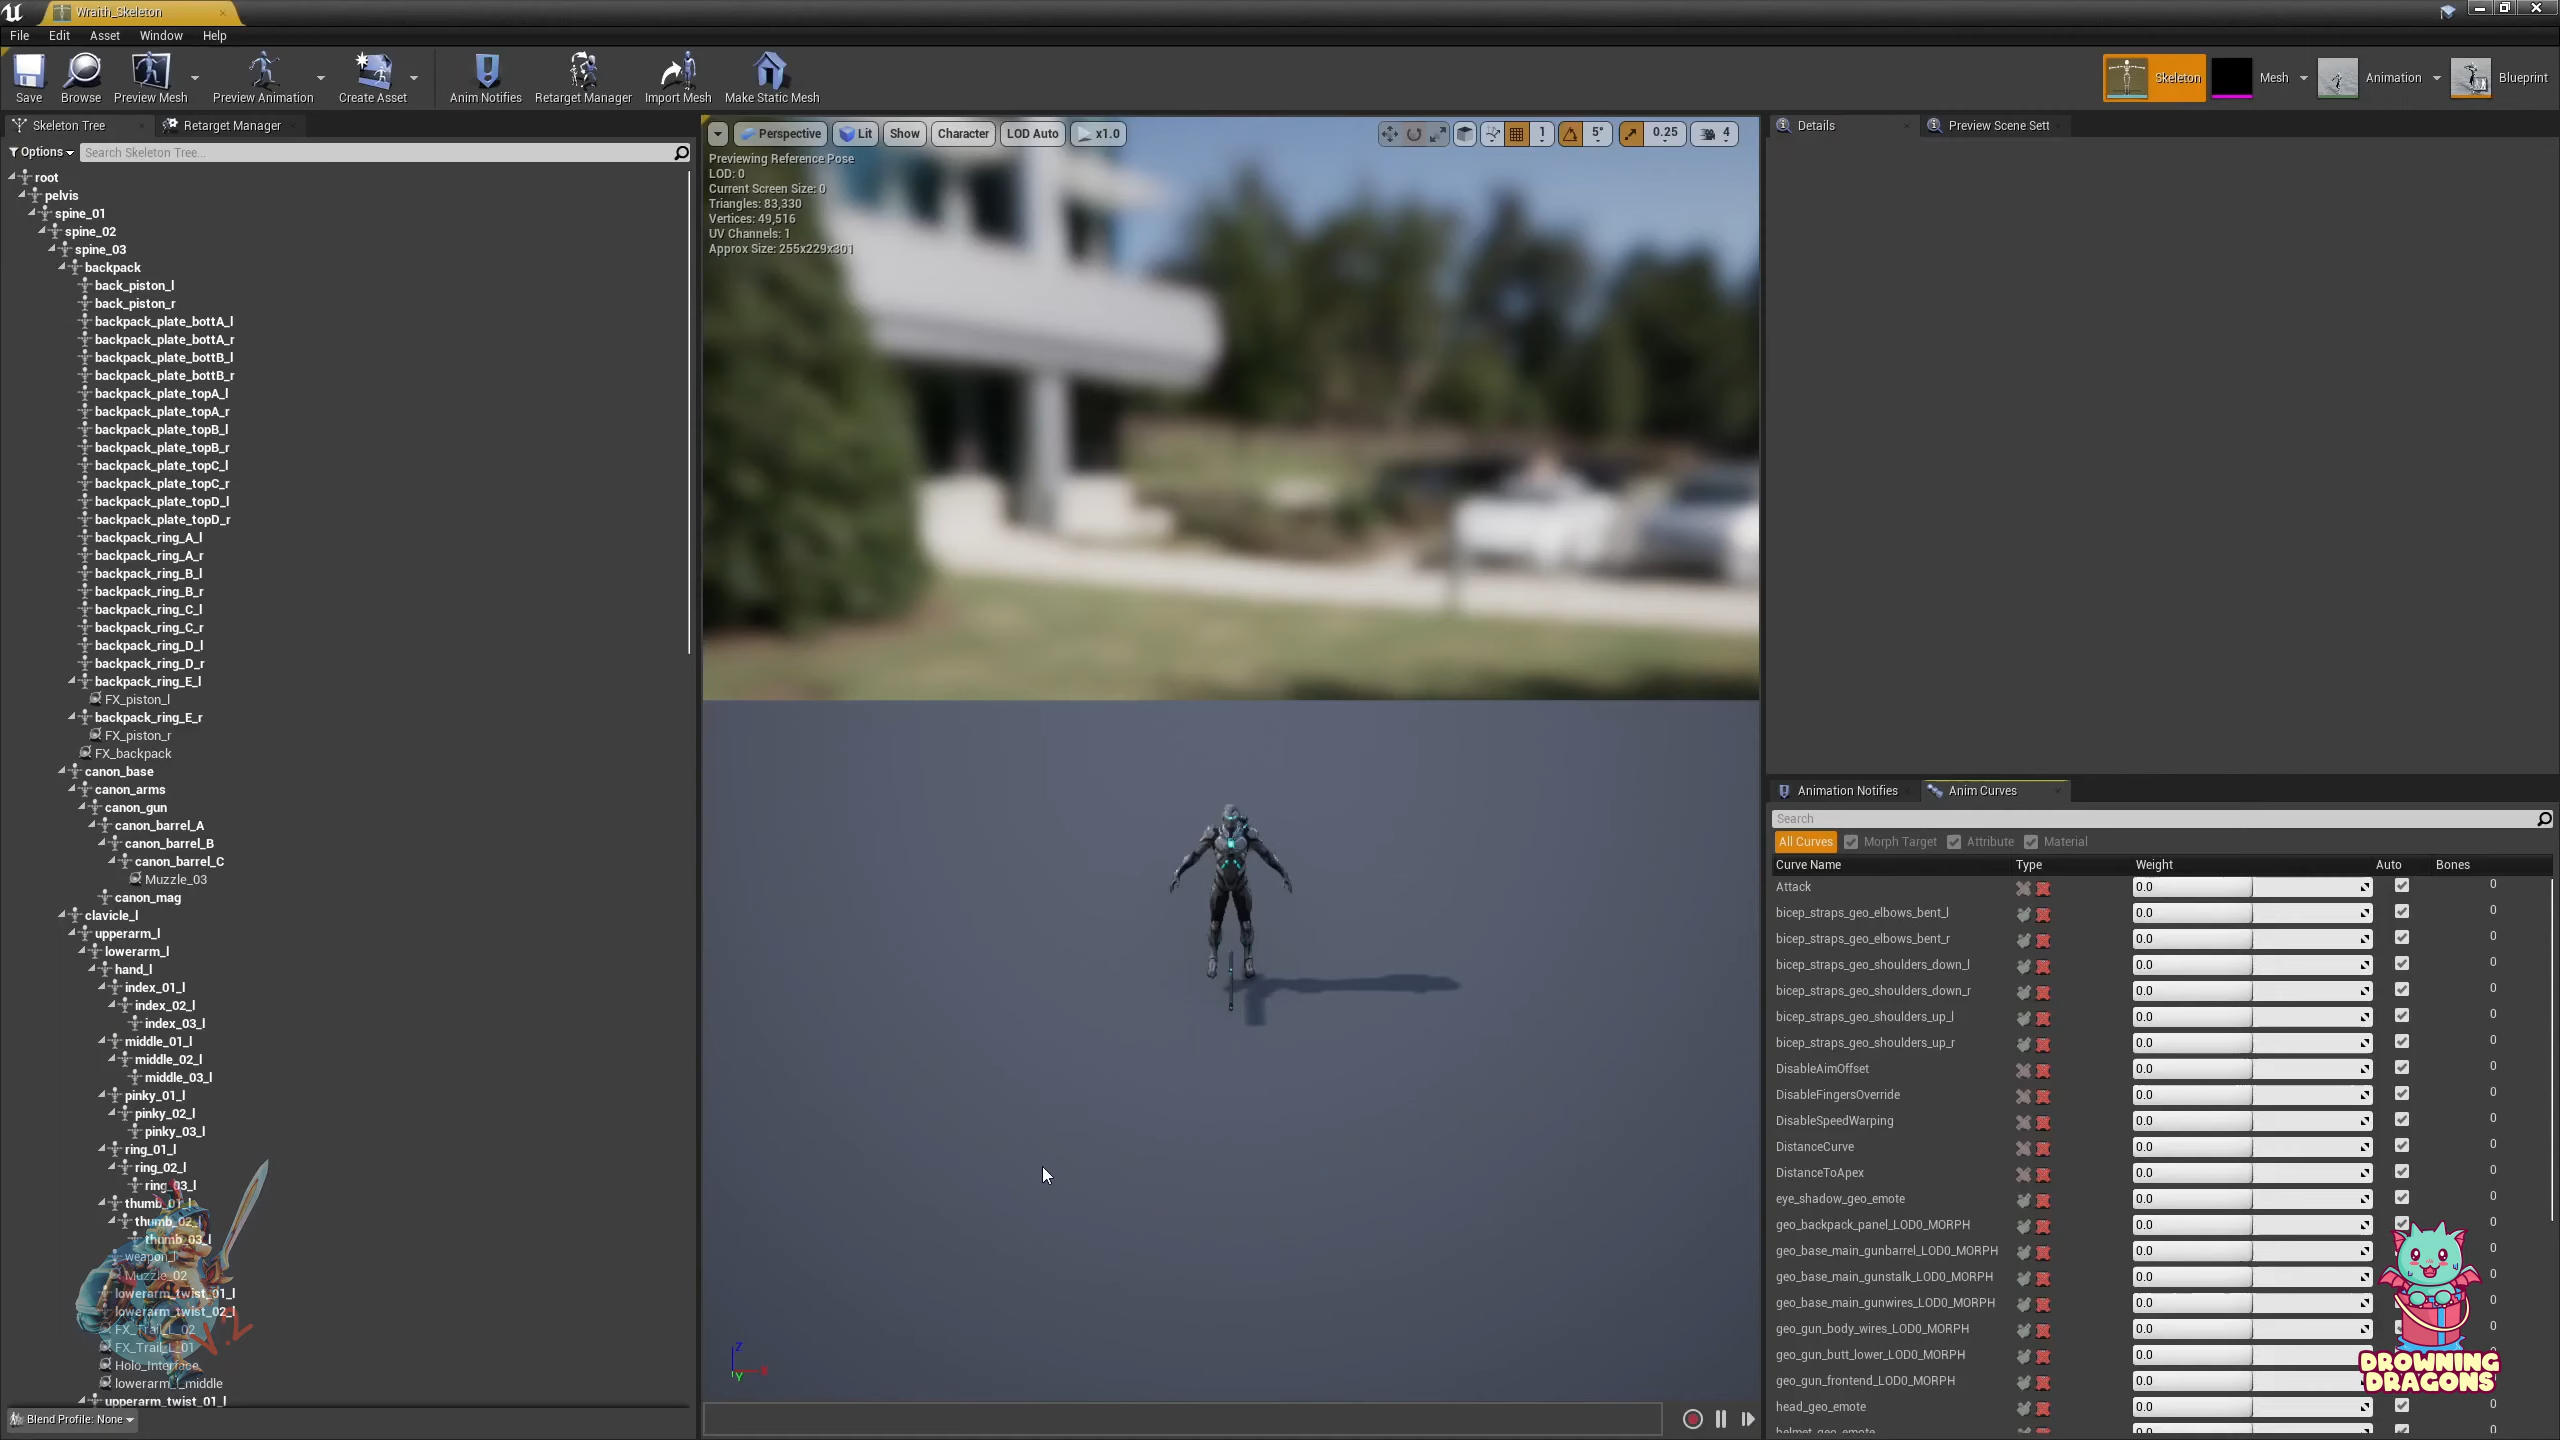 Wraith_Skeleton
File Edit Asset Window Help
Save Browse Preview Mesh Preview Animation Create Asset Anim Notifies Retarget Manager Import Mesh Make Static Mesh Skeleton Mesh Animation Blueprint
Skeleton Tree Retarget Manager
Options Search Skeleton Tree...
root
pelvis
spine_01
spine_02
spine_03
backpack
back_piston_l
back_piston_r
backpack_plate_bottA_l
backpack_plate_bottA_r
backpack_plate_bottB_l
backpack_plate_bottB_r
backpack_plate_topA_l
backpack_plate_topA_r
backpack_plate_topB_l
backpack_plate_topB_r
backpack_plate_topC_l
backpack_plate_topC_r
backpack_plate_topD_l
backpack_plate_topD_r
backpack_ring_A_l
backpack_ring_A_r
backpack_ring_B_l
backpack_ring_B_r
backpack_ring_C_l
backpack_ring_C_r
backpack_ring_D_l
backpack_ring_D_r
backpack_ring_E_l
FX_piston_l
backpack_ring_E_r
FX_piston_r
FX_backpack
canon_base
canon_arms
canon_gun
canon_barrel_A
canon_barrel_B
canon_barrel_C
Muzzle_03
canon_mag
clavicle_l
upperarm_l
lowerarm_l
hand_l
index_01_l
index_02_l
index_03_l
middle_01_l
middle_02_l
middle_03_l
pinky_01_l
pinky_02_l
pinky_03_l
ring_01_l
ring_02_l
ring_03_l
thumb_01_l
thumb_02_l
thumb_03_l
weapon_l
Muzzle_02
lowerarm_twist_01_l
lowerarm_twist_02_l
FX_Trail_L_02
FX_Trail_L_01
Holo_Interface
lowerarm_l_middle
upperarm_twist_01_l
Blend Profile: None
Perspective Lit Show Character LOD Auto x1.0 1 5° 0.25 4
Previewing Reference Pose
LOD: 0
Current Screen Size: 0
Triangles: 83,330
Vertices: 49,516
UV Channels: 1
Approx Size: 255x229x301
Z
X
Y
Details Preview Scene Sett
Animation Notifies Anim Curves
Search
All Curves Morph Target Attribute Material
Curve Name Type Weight Auto Bones
Attack 0.0 0
bicep_straps_geo_elbows_bent_l 0.0 0
bicep_straps_geo_elbows_bent_r 0.0 0
bicep_straps_geo_shoulders_down_l 0.0 0
bicep_straps_geo_shoulders_down_r 0.0 0
bicep_straps_geo_shoulders_up_l 0.0 0
bicep_straps_geo_shoulders_up_r 0.0 0
DisableAimOffset 0.0 0
DisableFingersOverride 0.0 0
DisableSpeedWarping 0.0 0
DistanceCurve 0.0 0
DistanceToApex 0.0 0
eye_shadow_geo_emote 0.0 0
geo_backpack_panel_LOD0_MORPH 0.0 0
geo_base_main_gunbarrel_LOD0_MORPH 0.0 0
geo_base_main_gunstalk_LOD0_MORPH 0.0 0
geo_base_main_gunwires_LOD0_MORPH 0.0 0
geo_gun_body_wires_LOD0_MORPH 0.0 0
geo_gun_butt_lower_LOD0_MORPH 0.0
geo_gun_frontend_LOD0_MORPH 0.0
head_geo_emote 0.0 0
helmet_geo_emote 0.0 0
DROWNING
DRAGONS